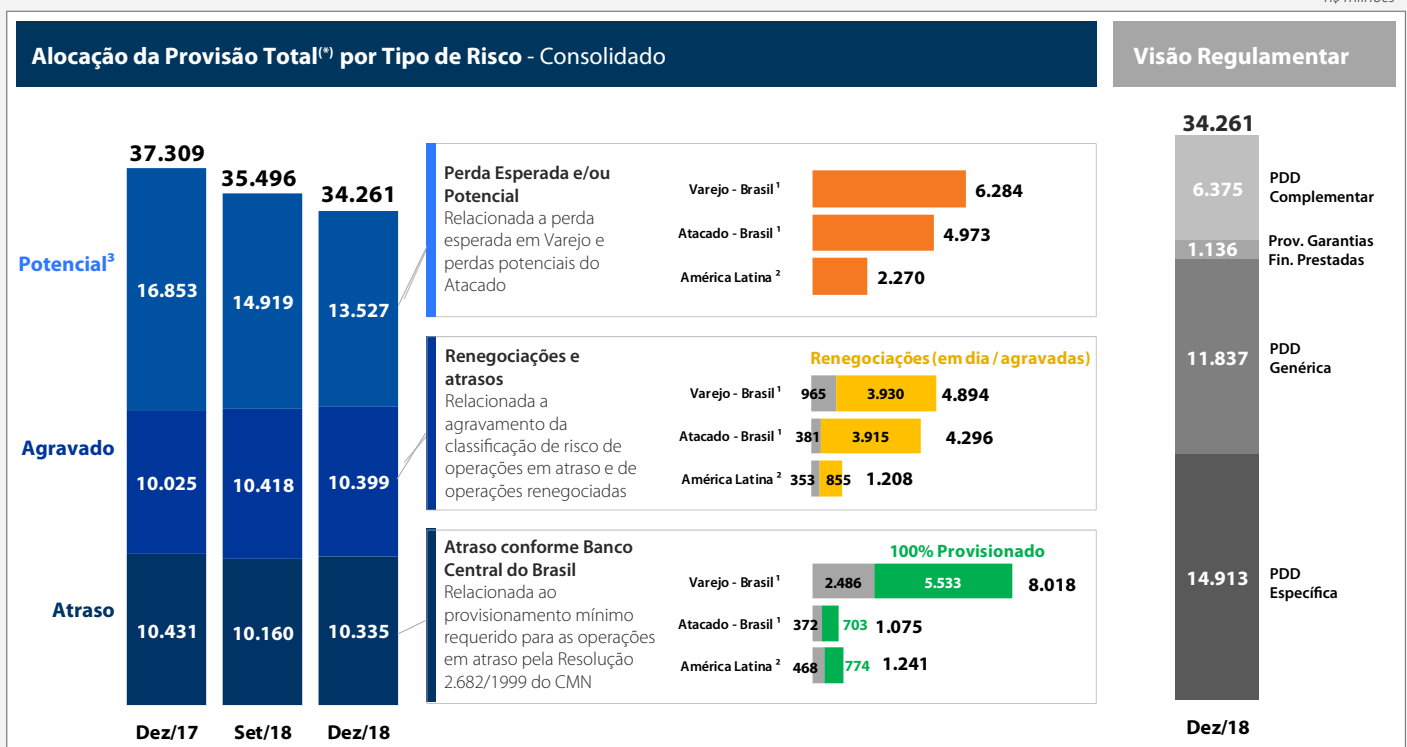 R$ milhões
Alocação da Provisão Total(*) por Tipo de Risco - Consolidado
Visão Regulamentar
37.309
35.496
34.261
Potencial³
16.853
14.919
13.527
Agravado
10.025
10.418
10.399
Atraso
10.431
10.160
10.335
Dez/17
Set/18
Dez/18
Perda Esperada e/ou
Potencial
Relacionada a perda
esperada em Varejo e
perdas potenciais do
Atacado
Varejo - Brasil ¹
6.284
Atacado - Brasil ¹
4.973
América Latina ²
2.270
Renegociações e
atrasos
Relacionada a
agravamento da
classificação de risco de
operações em atraso e de
operações renegociadas
Renegociações (em dia / agravadas)
Varejo - Brasil ¹ 965 3.930 4.894
Atacado - Brasil ¹ 381 3.915 4.296
América Latina ² 353 855 1.208
Atraso conforme Banco
Central do Brasil
Relacionada ao
provisionamento mínimo
requerido para as operações
em atraso pela Resolução
2.682/1999 do CMN
100% Provisionado
Varejo - Brasil ¹ 2.486 5.533 8.018
Atacado - Brasil ¹ 372 703 1.075
América Latina ² 468 774 1.241
34.261
6.375
PDD
Complementar
1.136
Prov. Garantias
Fin. Prestadas
11.837
PDD
Genérica
14.913
PDD
Específica
Dez/18